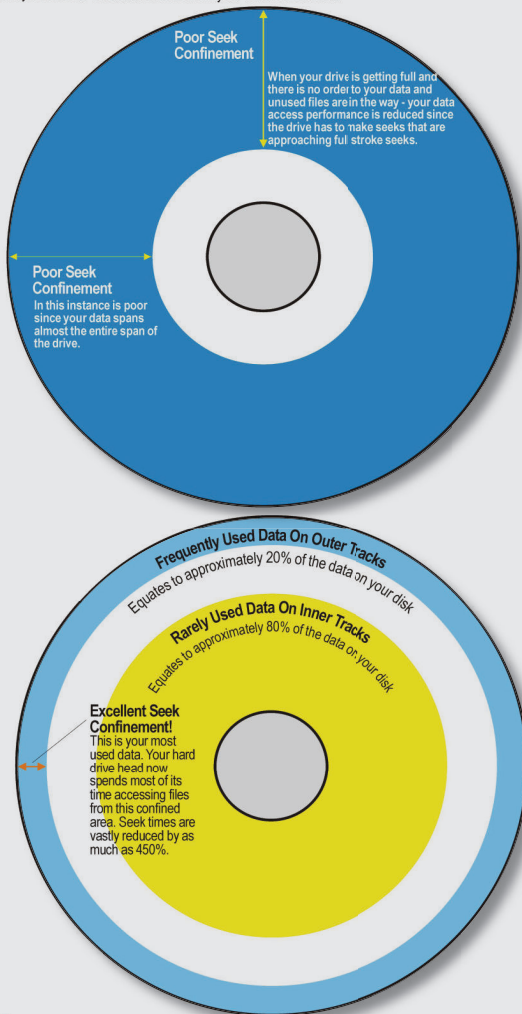 Poor Seek
Confinement
When your drive is getting full and
there is no order to your data and
unused files are in the way - your data
access performance is reduced since
the drive has to make seeks that are
approaching full stroke seeks.
Poor Seek
Confinement
In this instance is poor
since your data spans
almost the entire span of
the drive.
Frequently Used Data On Outer Tracks
Equates to approximately 20% of the data on your disk
Rarely Used Data On Inner Tracks
Equates to approximately 80% of the data on your disk
Excellent Seek
Confinement!
This is your most
used data. Your hard
drive head now
spends most of its
time accessing files
from this confined
area. Seek times are
vastly reduced by as
much as 450%.